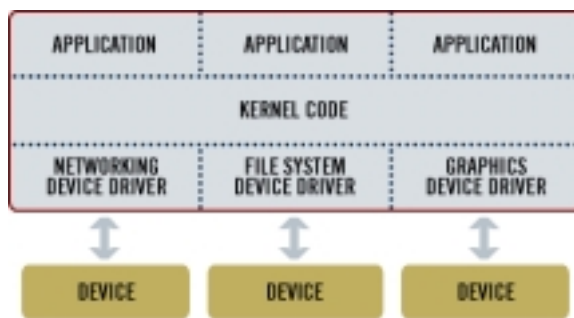 APPLICATION APPLICATION APPLICATION
KERNEL CODE
NETWORKING FILE SYSTEM GRAPHICS
DEVICE DRIVER DEVICE DRIVER DEVICE DRIVER
DEVICE DEVICE DEVICE